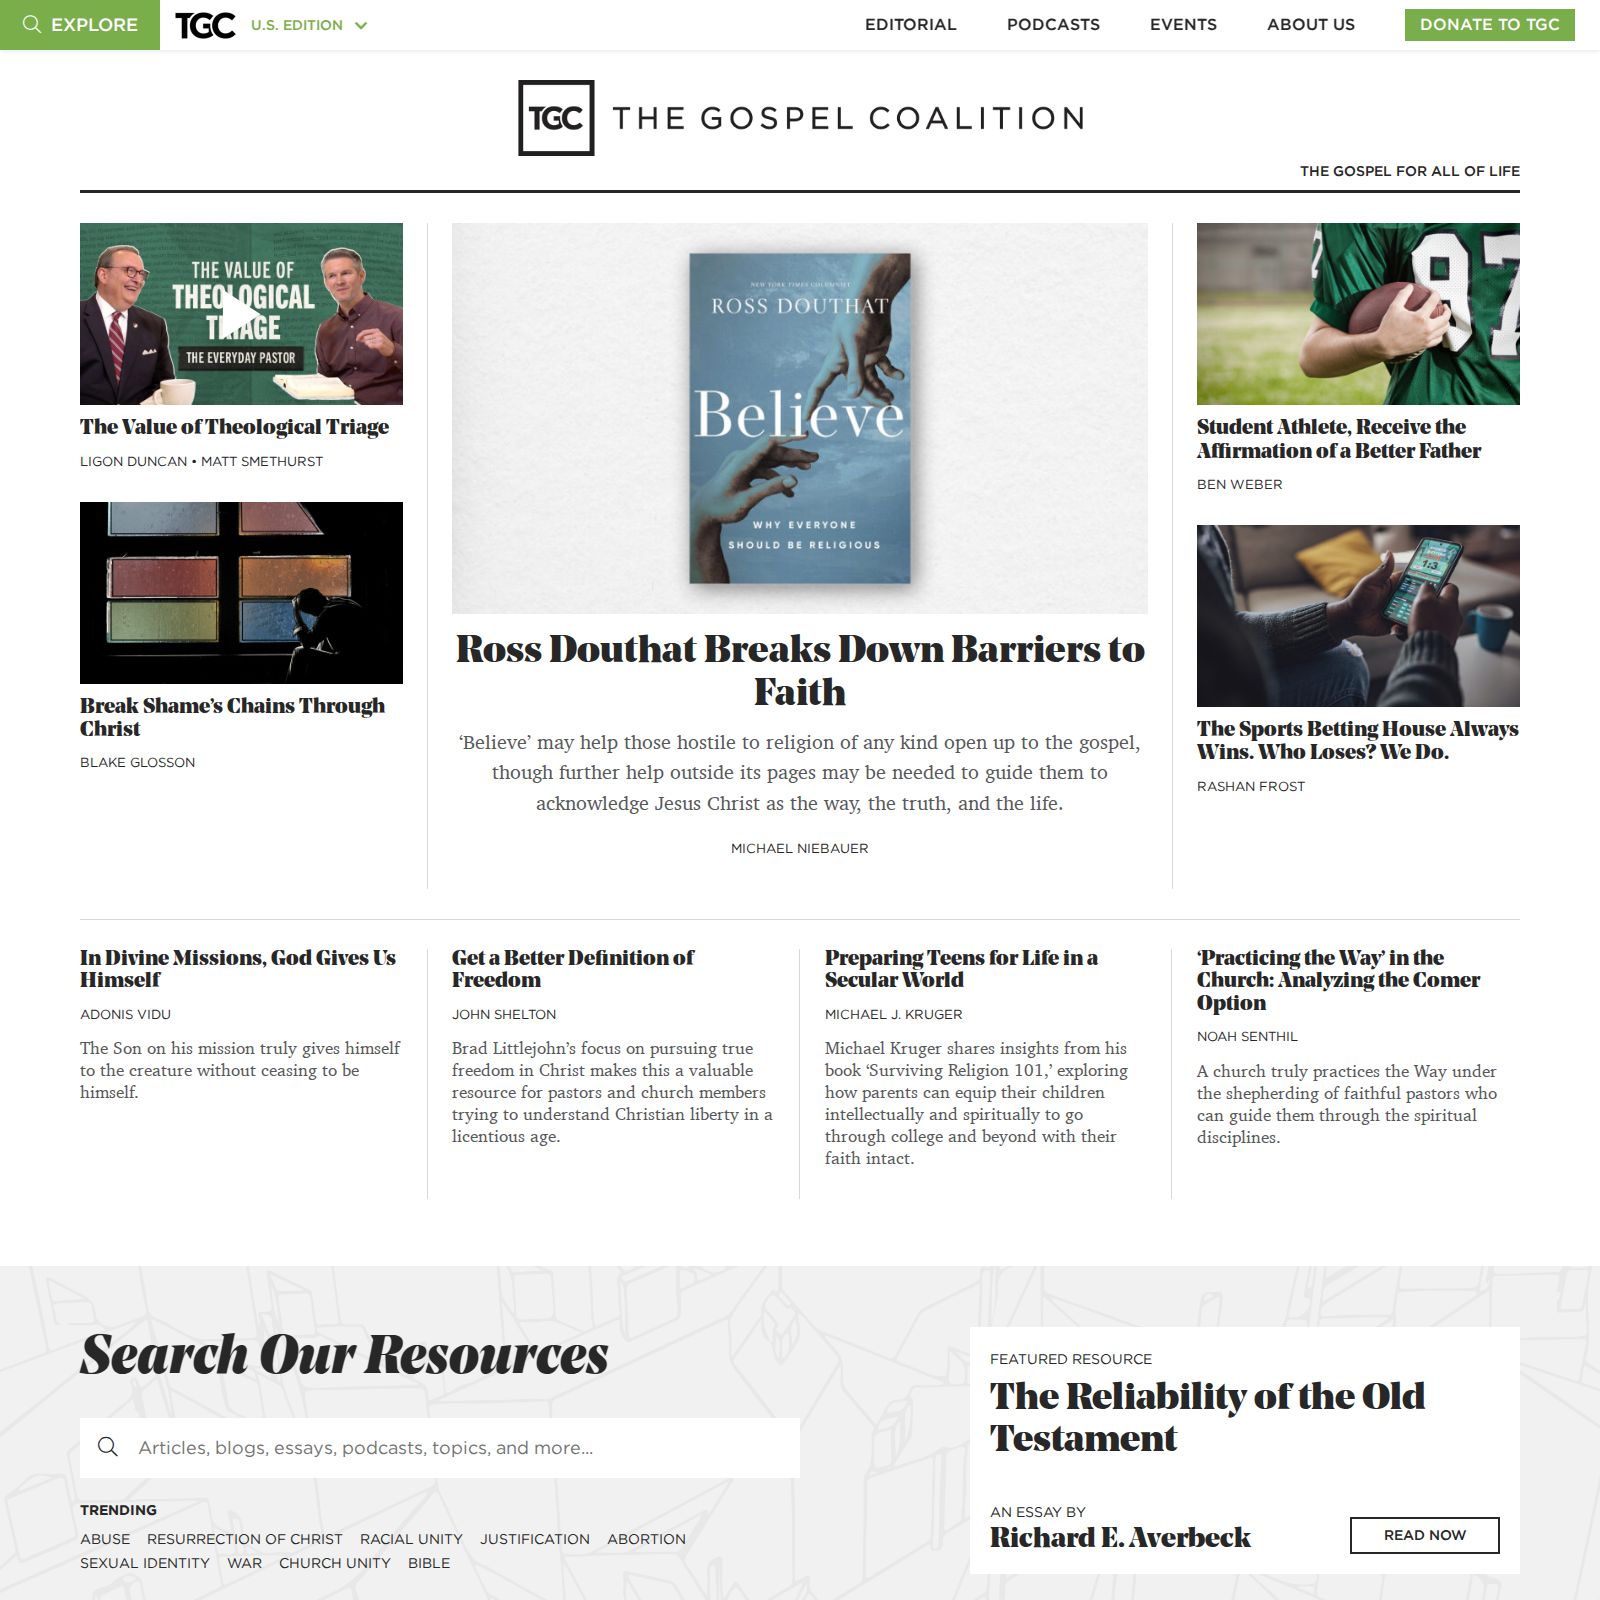 EXPLORE
TGC
U.S. EDITION
EDITORIAL
PODCASTS
EVENTS
ABOUT US
DONATE TO TGC
TGC
THE GOSPEL COALITION
THE GOSPEL FOR ALL OF LIFE
THE VALUE OF
THEOLOGICAL
TRIAGE
THE EVERYDAY PASTOR
The Value of Theological Triage
LIGON DUNCAN • MATT SMETHURST
Break Shame’s Chains Through
Christ
BLAKE GLOSSON
NEW YORK TIMES COLUMNIST
ROSS DOUTHAT
Believe
WHY EVERYONE
SHOULD BE RELIGIOUS
Ross Douthat Breaks Down Barriers to
Faith
‘Believe’ may help those hostile to religion of any kind open up to the gospel,
though further help outside its pages may be needed to guide them to
acknowledge Jesus Christ as the way, the truth, and the life.
MICHAEL NIEBAUER
97
Student Athlete, Receive the
Affirmation of a Better Father
BEN WEBER
1:3
The Sports Betting House Always
Wins. Who Loses? We Do.
RASHAN FROST
In Divine Missions, God Gives Us
Himself
ADONIS VIDU
The Son on his mission truly gives himself
to the creature without ceasing to be
himself.
Get a Better Definition of
Freedom
JOHN SHELTON
Brad Littlejohn’s focus on pursuing true
freedom in Christ makes this a valuable
resource for pastors and church members
trying to understand Christian liberty in a
licentious age.
Preparing Teens for Life in a
Secular World
MICHAEL J. KRUGER
Michael Kruger shares insights from his
book ‘Surviving Religion 101,’ exploring
how parents can equip their children
intellectually and spiritually to go
through college and beyond with their
faith intact.
‘Practicing the Way’ in the
Church: Analyzing the Comer
Option
NOAH SENTHIL
A church truly practices the Way under
the shepherding of faithful pastors who
can guide them through the spiritual
disciplines.
Search Our Resources
Articles, blogs, essays, podcasts, topics, and more...
TRENDING
ABUSE RESURRECTION OF CHRIST RACIAL UNITY JUSTIFICATION ABORTION
SEXUAL IDENTITY WAR CHURCH UNITY BIBLE
FEATURED RESOURCE
The Reliability of the Old
Testament
AN ESSAY BY
Richard E. Averbeck
READ NOW